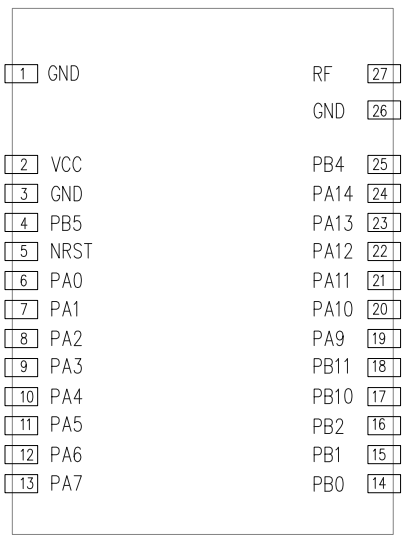 1 GND RF 27
GND 26
2 VCC PB4 25
3 GND PA14 24
4 PB5 PA13 23
5 NRST PA12 22
6 PA0 PA11 21
7 PA1 PA10 20
8 PA2 PA9 19
9 PA3 PB11 18
10 PA4 PB10 17
11 PA5 PB2 16
12 PA6 PB1 15
13 PA7 PB0 14